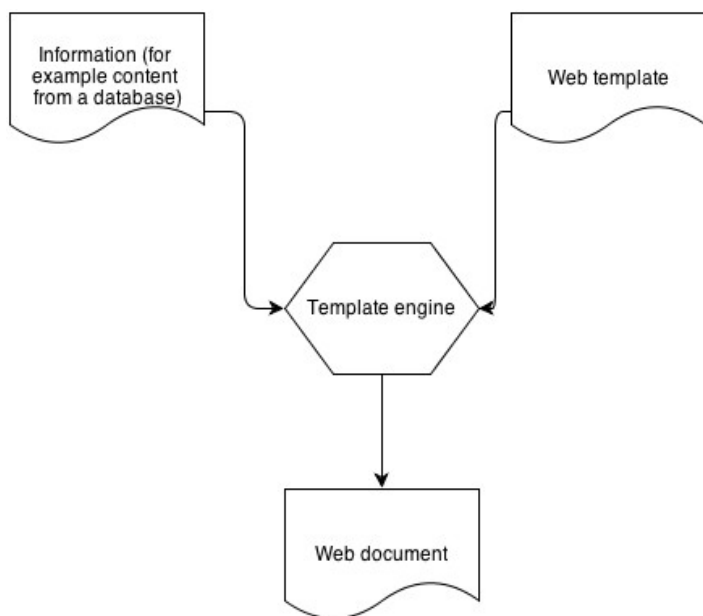 Information (for
example content
from a database)
Web template
Template engine
Web document